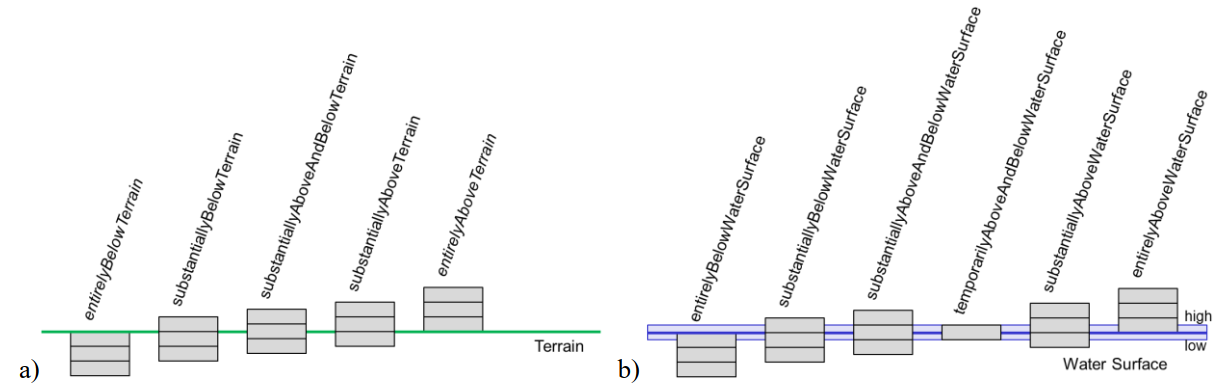 entirelyBelowTerrain
substantiallyBelowTerrain
substantiallyAboveAndBelowTerrain
substantiallyAboveTerrain
entirelyAboveTerrain
Terrain
a)
entirelyBelowWaterSurface
substantiallyBelowWaterSurface
substantiallyAboveAndBelowWaterSurface
temporarilyAboveAndBelowWaterSurface
substantiallyAboveWaterSurface
entirelyAboveWaterSurface
high
low
Water Surface
b)